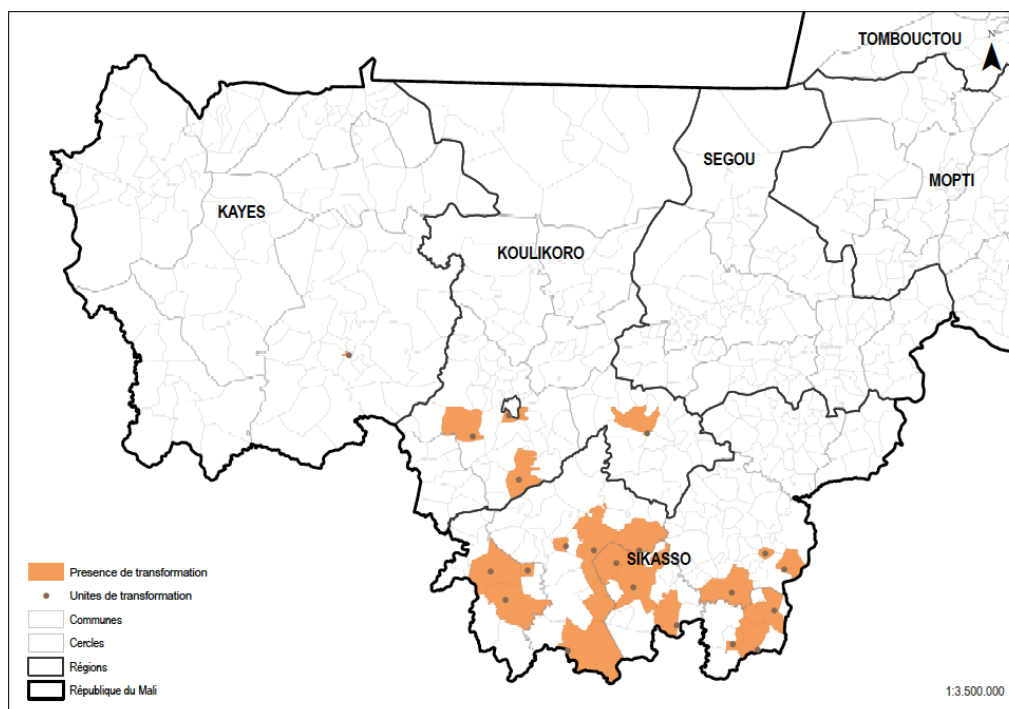 TOMBOUCTOU
N
SEGOU
MOPTI
KAYES
KOULIKORO
SIKASSO
Presence de transformation
Unites de transformation
Communes
Cercles
Régions
République du Mali
1:3.500.000